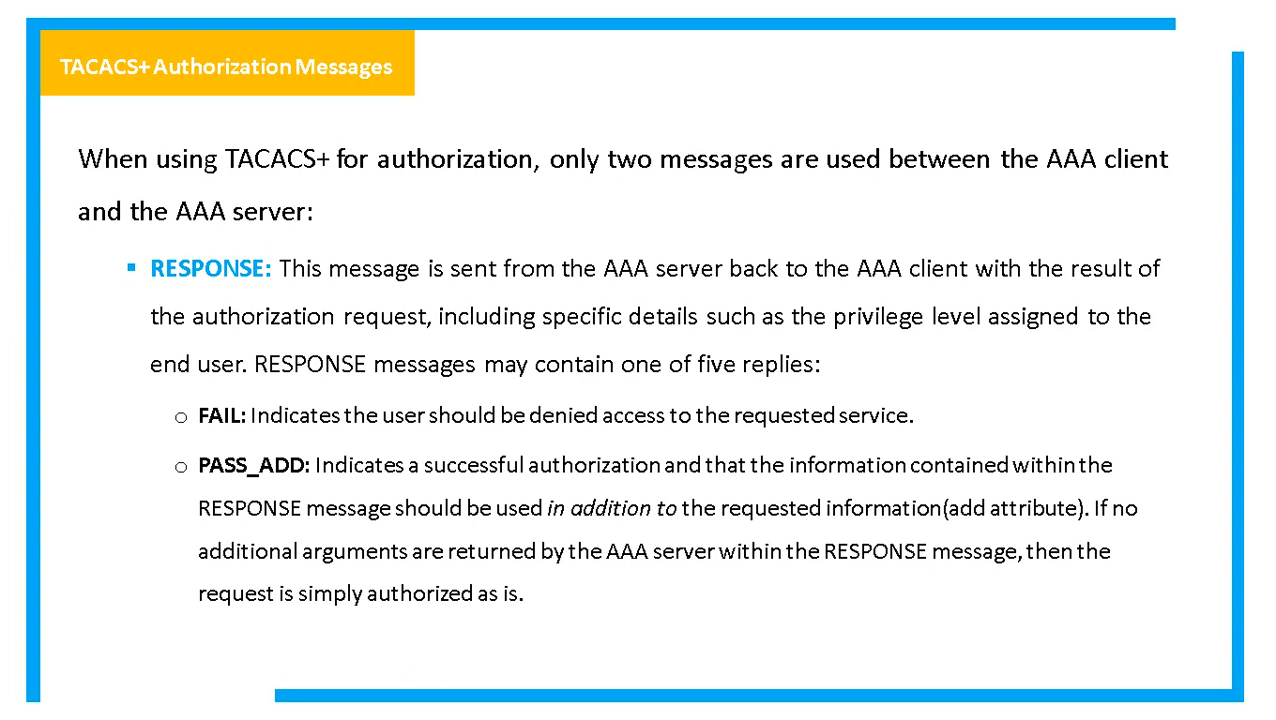 TACACS+ Authorization Messages
When using TACACS+ for authorization, only two messages are used between the AAA client
and the AAA server:
▪ RESPONSE: This message is sent from the AAA server back to the AAA client with the result of
the authorization request, including specific details such as the privilege level assigned to the
end user. RESPONSE messages may contain one of five replies:
o FAIL: Indicates the user should be denied access to the requested service.
o PASS_ADD: Indicates a successful authorization and that the information contained within the
RESPONSE message should be used in addition to the requested information(add attribute). If no
additional arguments are returned by the AAA server within the RESPONSE message, then the
request is simply authorized as is.